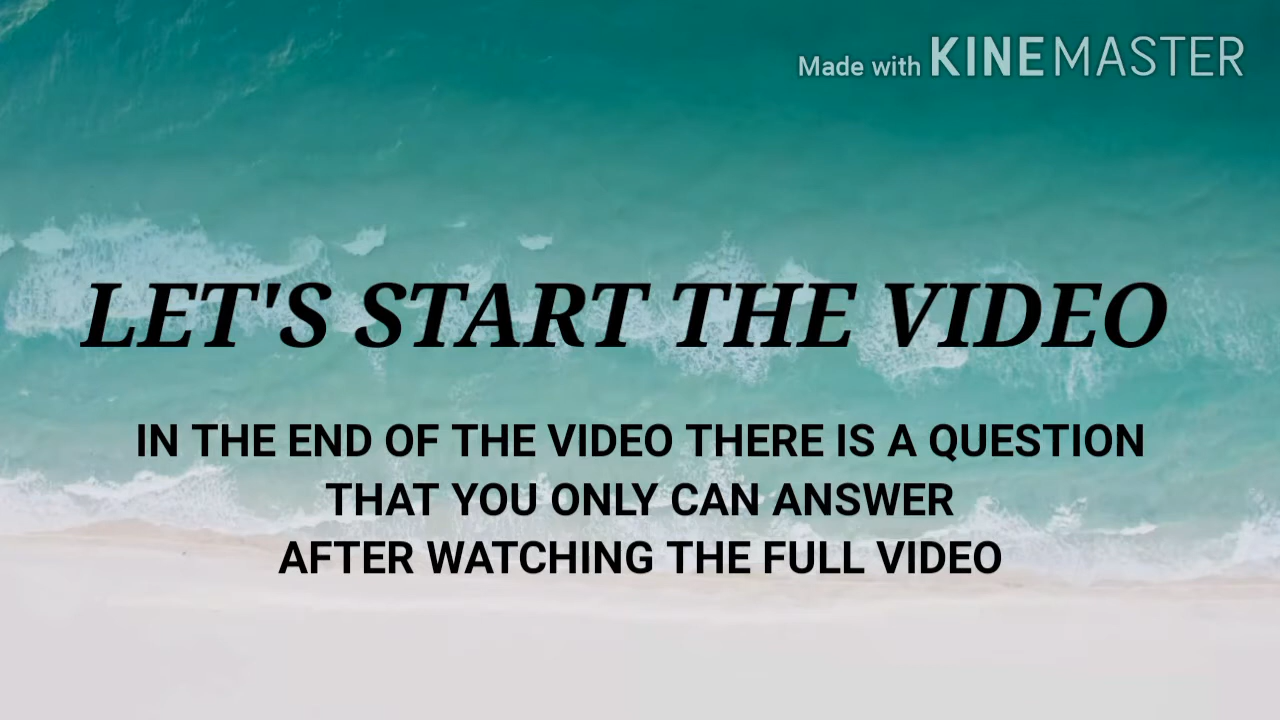 Made with KINEMASTER
LET'S START THE VIDEO
IN THE END OF THE VIDEO THERE IS A QUESTION
THAT YOU ONLY CAN ANSWER
AFTER WATCHING THE FULL VIDEO